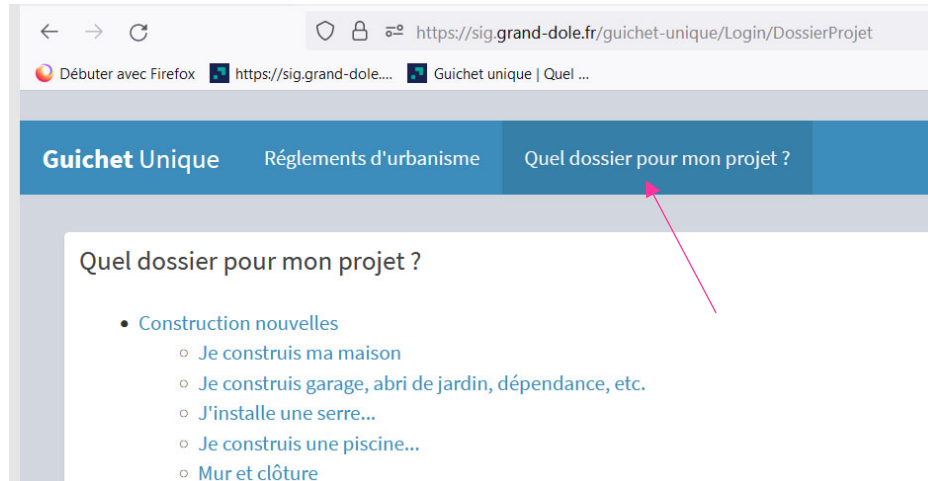 https://sig.grand-dole.fr/guichet-unique/Login/DossierProjet
Débuter avec Firefox https://sig.grand-dole.... Guichet unique | Quel ...
Guichet Unique Réglements d'urbanisme Quel dossier pour mon projet ?
Quel dossier pour mon projet ?
• Construction nouvelles
○ Je construis ma maison
○ Je construis garage, abri de jardin, dépendance, etc.
○ J'installe une serre...
○ Je construis une piscine...
○ Mur et clôture